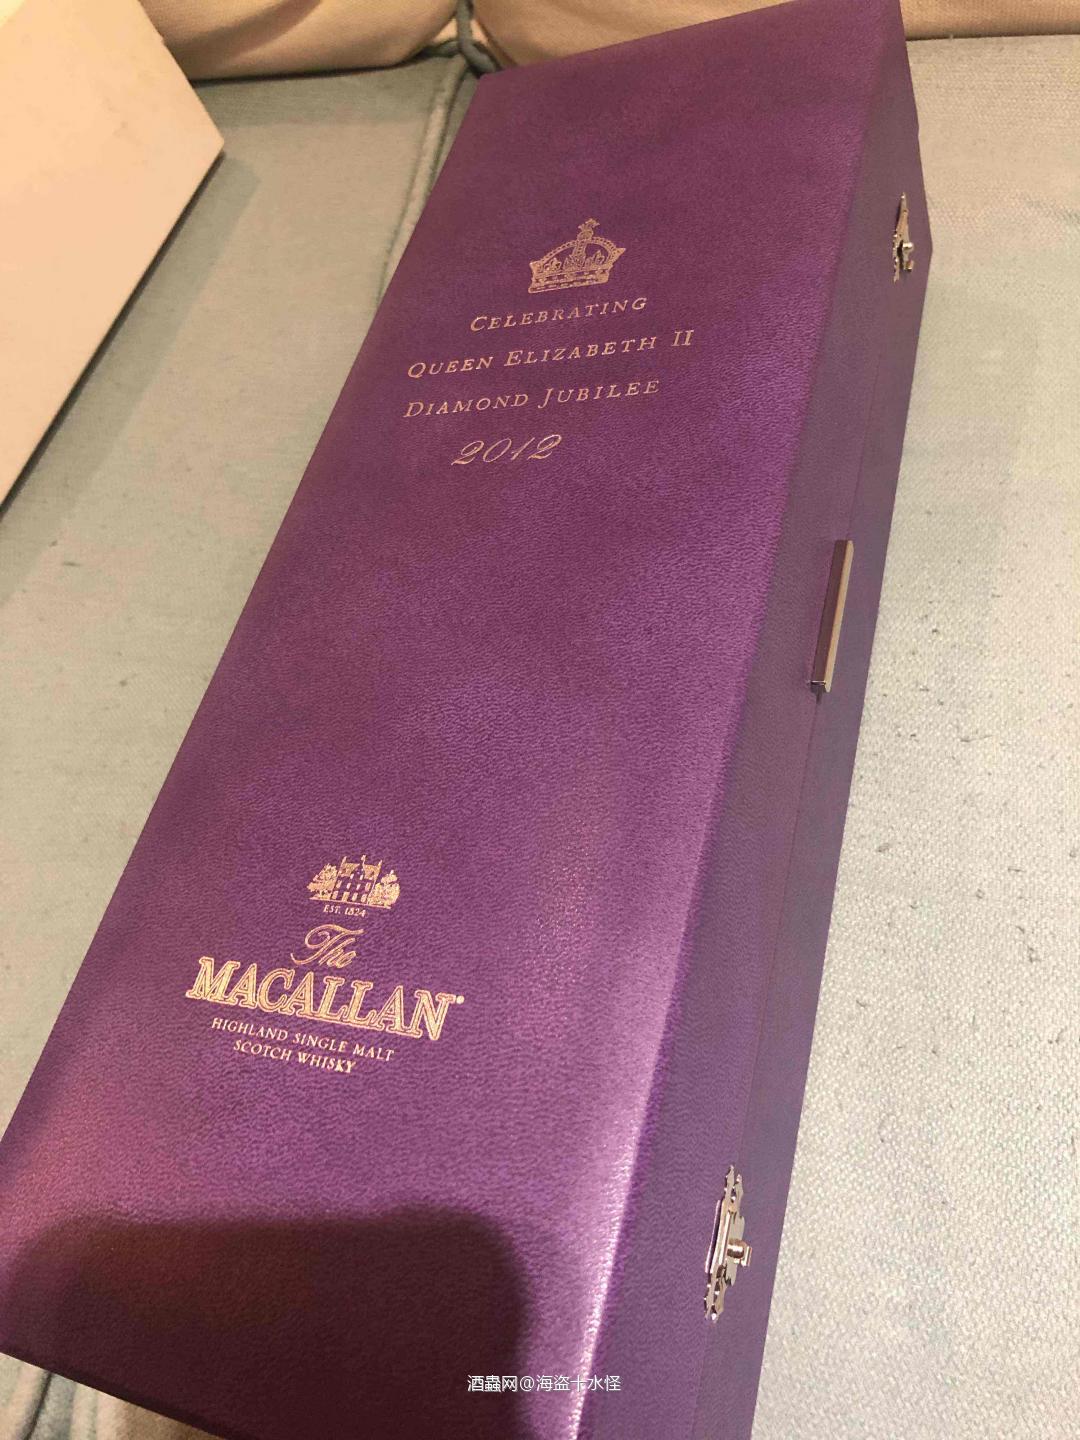 CELEBRATING
QUEEN ELIZABETH II
DIAMOND JUBILEE
2012
EST. 1824
The
MACALLAN®
HIGHLAND SINGLE MALT
SCOTCH WHISKY
酒蟲网@海盗十水怪